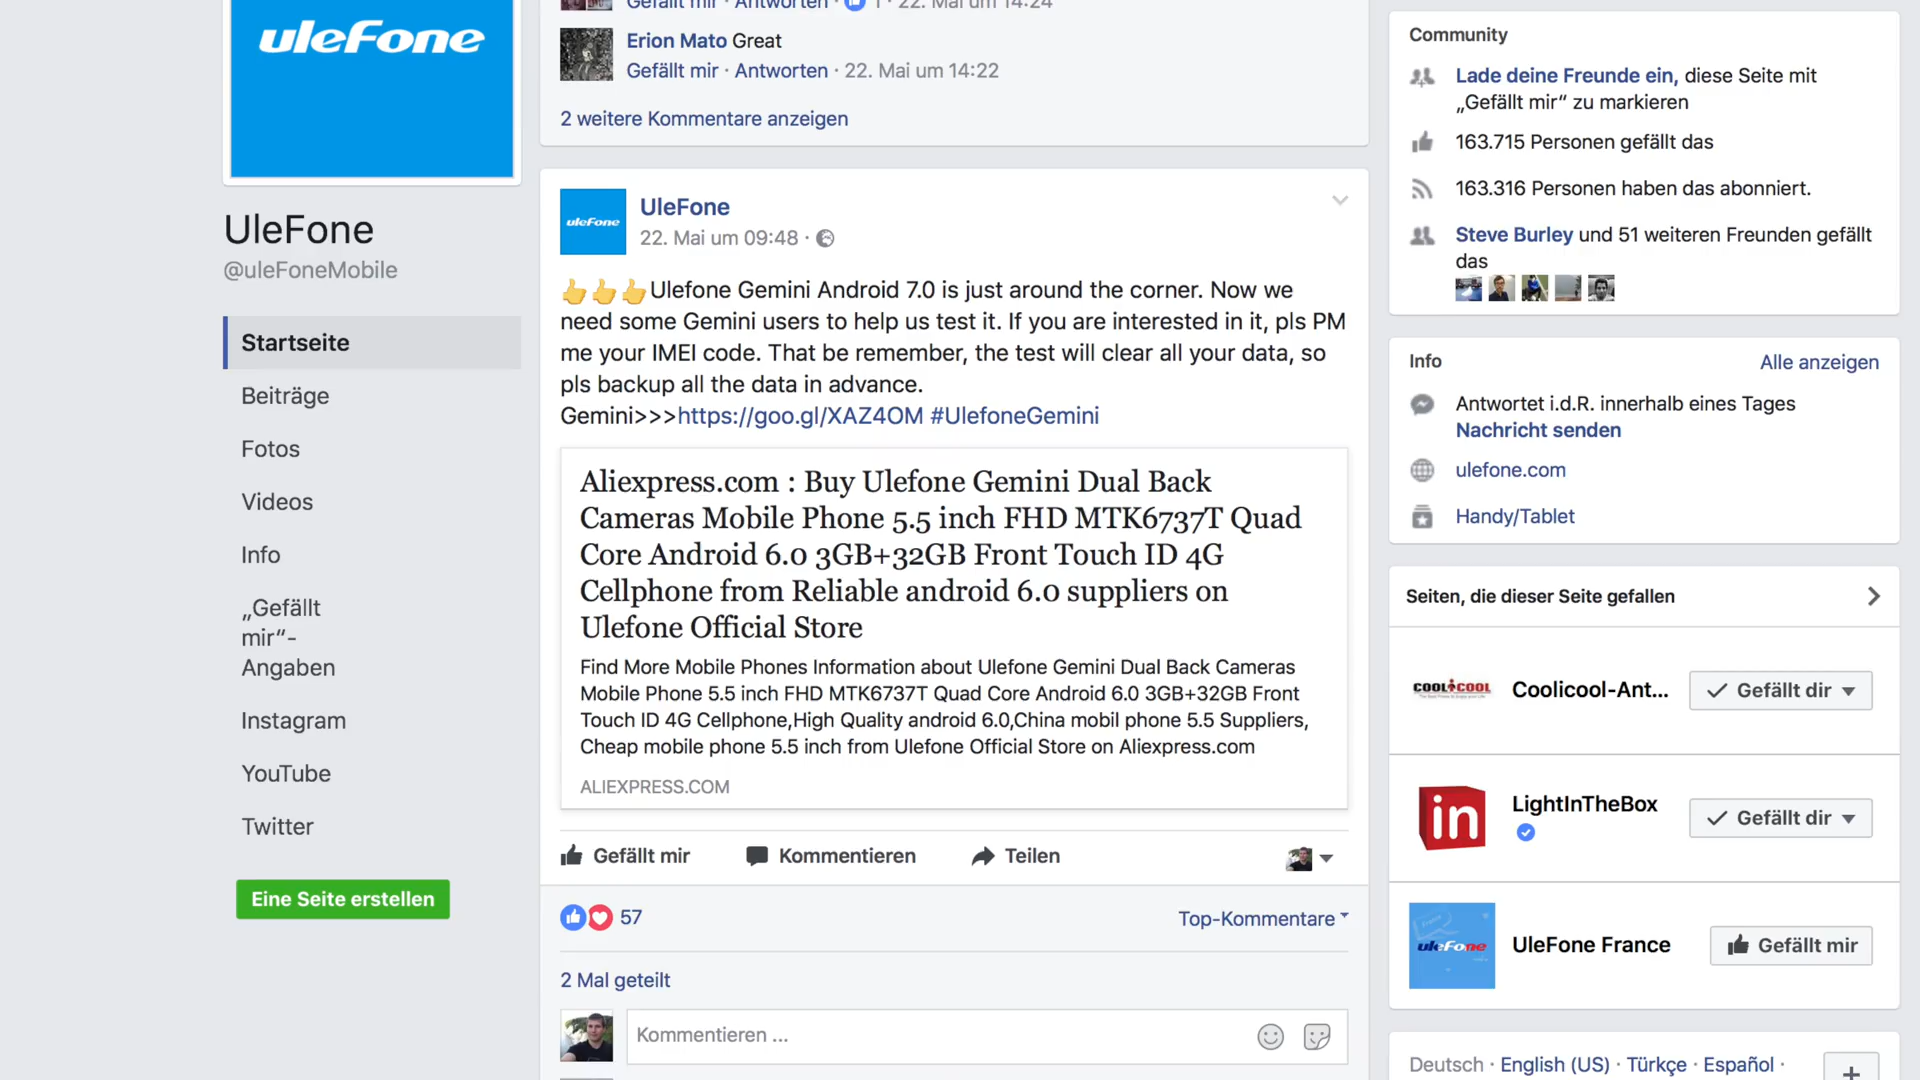 uleFone
UleFone
@uleFoneMobile
Startseite
Beiträge
Fotos
Videos
Info
„Gefällt
mir“-
Angaben
Instagram
YouTube
Twitter
Eine Seite erstellen
Gefällt mir · Antworten · 1 · 22. Mai um 14:24
Erion Mato Great
Gefällt mir · Antworten · 22. Mai um 14:22
2 weitere Kommentare anzeigen
uleFone
UleFone
22. Mai um 09:48 ·
Ulefone Gemini Android 7.0 is just around the corner. Now we
need some Gemini users to help us test it. If you are interested in it, pls PM
me your IMEI code. That be remember, the test will clear all your data, so
pls backup all the data in advance.
Gemini>>>https://goo.gl/XAZ4OM #UlefoneGemini
Aliexpress.com : Buy Ulefone Gemini Dual Back
Cameras Mobile Phone 5.5 inch FHD MTK6737T Quad
Core Android 6.0 3GB+32GB Front Touch ID 4G
Cellphone from Reliable android 6.0 suppliers on
Ulefone Official Store
Find More Mobile Phones Information about Ulefone Gemini Dual Back Cameras
Mobile Phone 5.5 inch FHD MTK6737T Quad Core Android 6.0 3GB+32GB Front
Touch ID 4G Cellphone,High Quality android 6.0,China mobil phone 5.5 Suppliers,
Cheap mobile phone 5.5 inch from Ulefone Official Store on Aliexpress.com
ALIEXPRESS.COM
Gefällt mir
Kommentieren
Teilen
57
Top-Kommentare
2 Mal geteilt
Kommentieren ...
Community
Lade deine Freunde ein, diese Seite mit
„Gefällt mir“ zu markieren
163.715 Personen gefällt das
163.316 Personen haben das abonniert.
Steve Burley und 51 weiteren Freunden gefällt
das
Info
Alle anzeigen
Antwortet i.d.R. innerhalb eines Tages
Nachricht senden
ulefone.com
Handy/Tablet
Seiten, die dieser Seite gefallen
COOLiCOOL
Coolicool-Ant...
Gefällt dir
in
LightInTheBox
Gefällt dir
uleFone
UleFone France
Gefällt mir
Deutsch · English (US) · Türkçe · Español ·
+